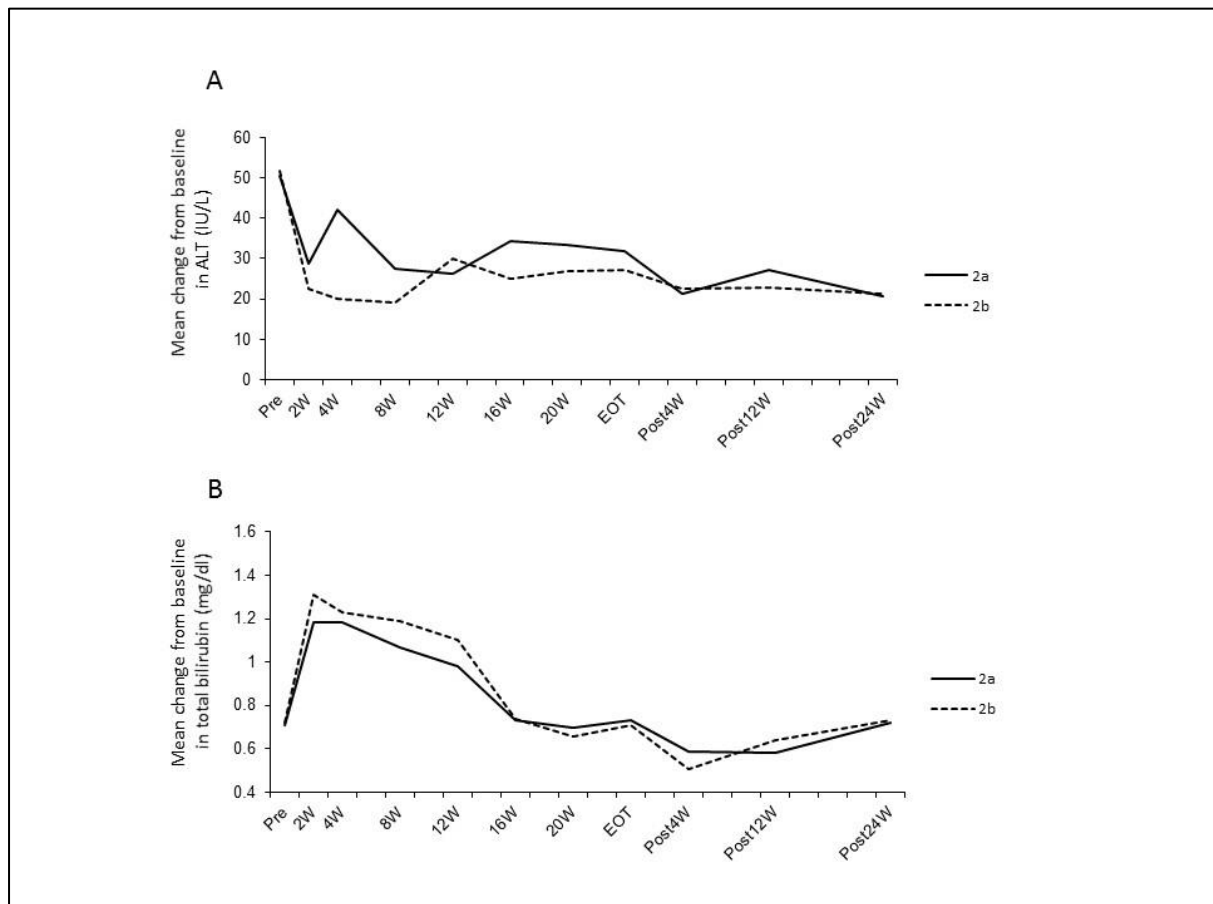 A
Mean change from baseline
in ALT (IU/L)
60
50
40
30
20
10
0
Pre
2W
4W
8W
12W
16W
20W
EOT
Post4W
Post12W
Post24W
2a
2b
B
Mean change from baseline
in total bilirubin (mg/dl)
1.6
1.4
1.2
1
0.8
0.6
0.4
Pre
2W
4W
8W
12W
16W
20W
EOT
Post4W
Post12W
Post24W
2a
2b